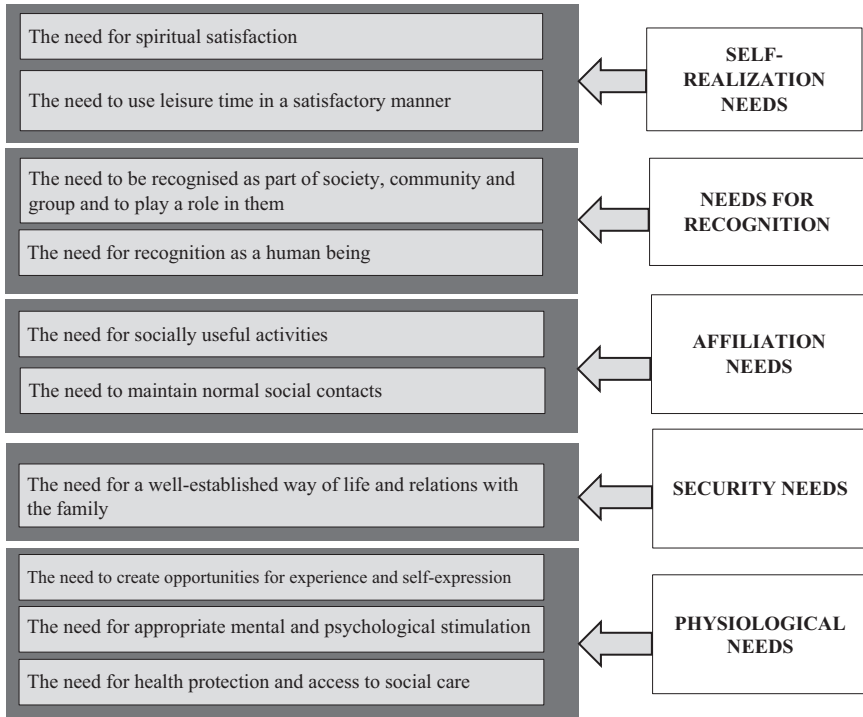 The need for spiritual satisfaction
The need to use leisure time in a satisfactory manner
SELF-
REALIZATION
NEEDS
The need to be recognised as part of society, community and
group and to play a role in them
The need for recognition as a human being
NEEDS FOR
RECOGNITION
The need for socially useful activities
The need to maintain normal social contacts
AFFILIATION
NEEDS
The need for a well-established way of life and relations with
the family
SECURITY NEEDS
The need to create opportunities for experience and self-expression
The need for appropriate mental and psychological stimulation
The need for health protection and access to social care
PHYSIOLOGICAL
NEEDS